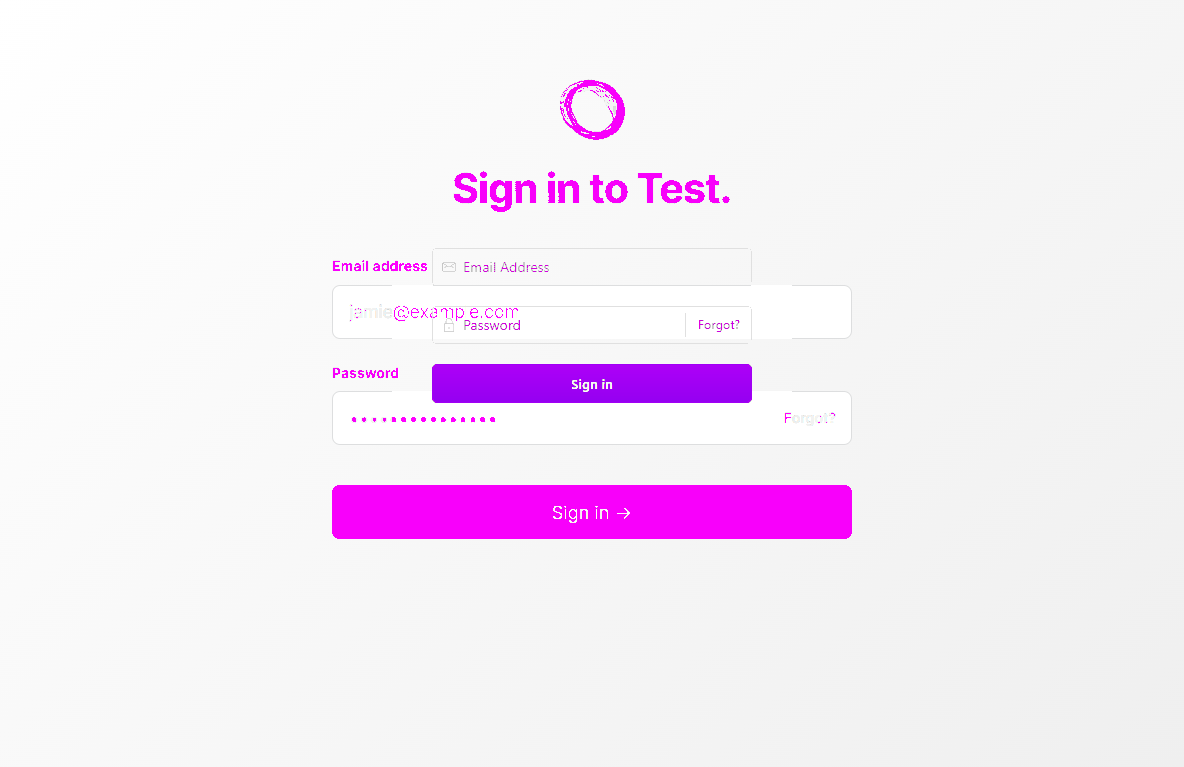 Sign in to Test.
Email address
Email Address
jamie@example.com
Password
Forgot?
Sign in
Password
••••••••••••••• Forgot?
Sign in →